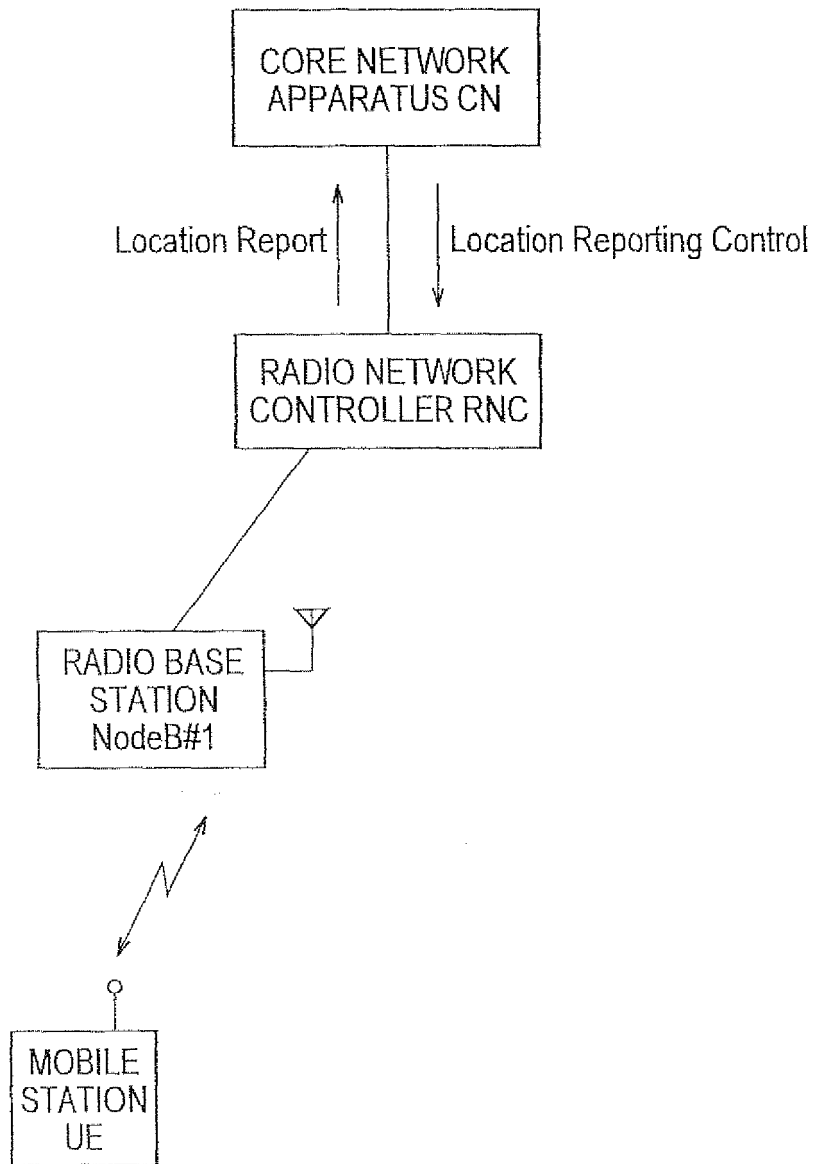 CORE NETWORK
APPARATUS CN
Location Report
Location Reporting Control
RADIO NETWORK
CONTROLLER RNC
RADIO BASE
STATION
NodeB#1
MOBILE
STATION
UE